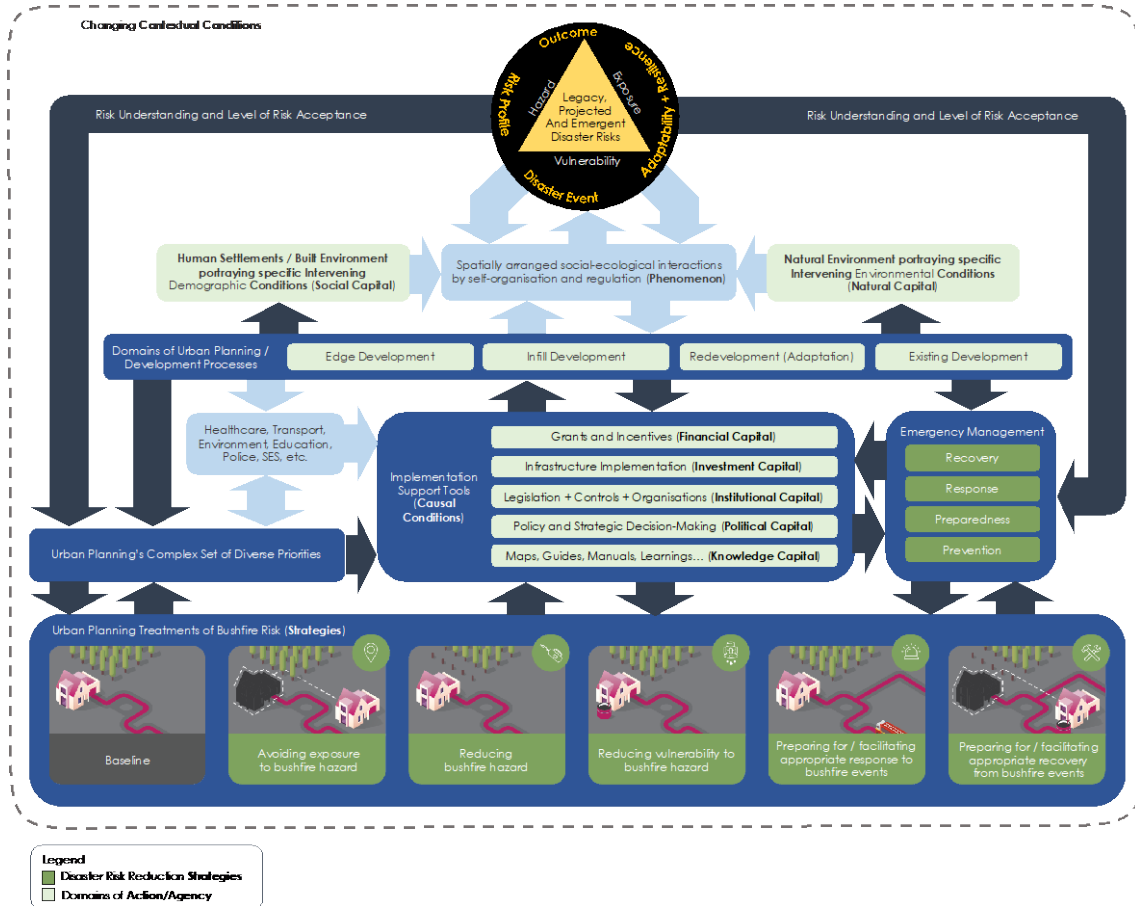 Changing Contextual Conditions
Outcome
Risk Profile
Adaptability + Resilience
Disaster Event
Hazard
Exposure
Vulnerability
Legacy,
Projected
And Emergent
Disaster Risks
Risk Understanding and Level of Risk Acceptance
Risk Understanding and Level of Risk Acceptance
Human Settlements / Built Environment
portraying specific Intervening
Demographic Conditions (Social Capital)
Spatially arranged social-ecological interactions
by self-organisation and regulation (Phenomenon)
Natural Environment portraying specific
Intervening Environmental Conditions
(Natural Capital)
Domains of Urban Planning /
Development Processes
Edge Development
Infill Development
Redevelopment (Adaptation)
Existing Development
Healthcare, Transport,
Environment, Education,
Police, SES, etc.
Implementation
Support Tools
(Causal
Conditions)
Grants and Incentives (Financial Capital)
Infrastructure Implementation (Investment Capital)
Legislation + Controls + Organisations (Institutional Capital)
Policy and Strategic Decision-Making (Political Capital)
Maps, Guides, Manuals, Learnings... (Knowledge Capital)
Emergency Management
Recovery
Response
Preparedness
Prevention
Urban Planning's Complex Set of Diverse Priorities
Urban Planning Treatments of Bushfire Risk (Strategies)
Baseline
Avoiding exposure
to bushfire hazard
Reducing
bushfire hazard
Reducing vulnerability to
bushfire hazard
Preparing for / facilitating
appropriate response to
bushfire events
Preparing for / facilitating
appropriate recovery
from bushfire events
Legend
Disaster Risk Reduction Strategies
Domains of Action/Agency